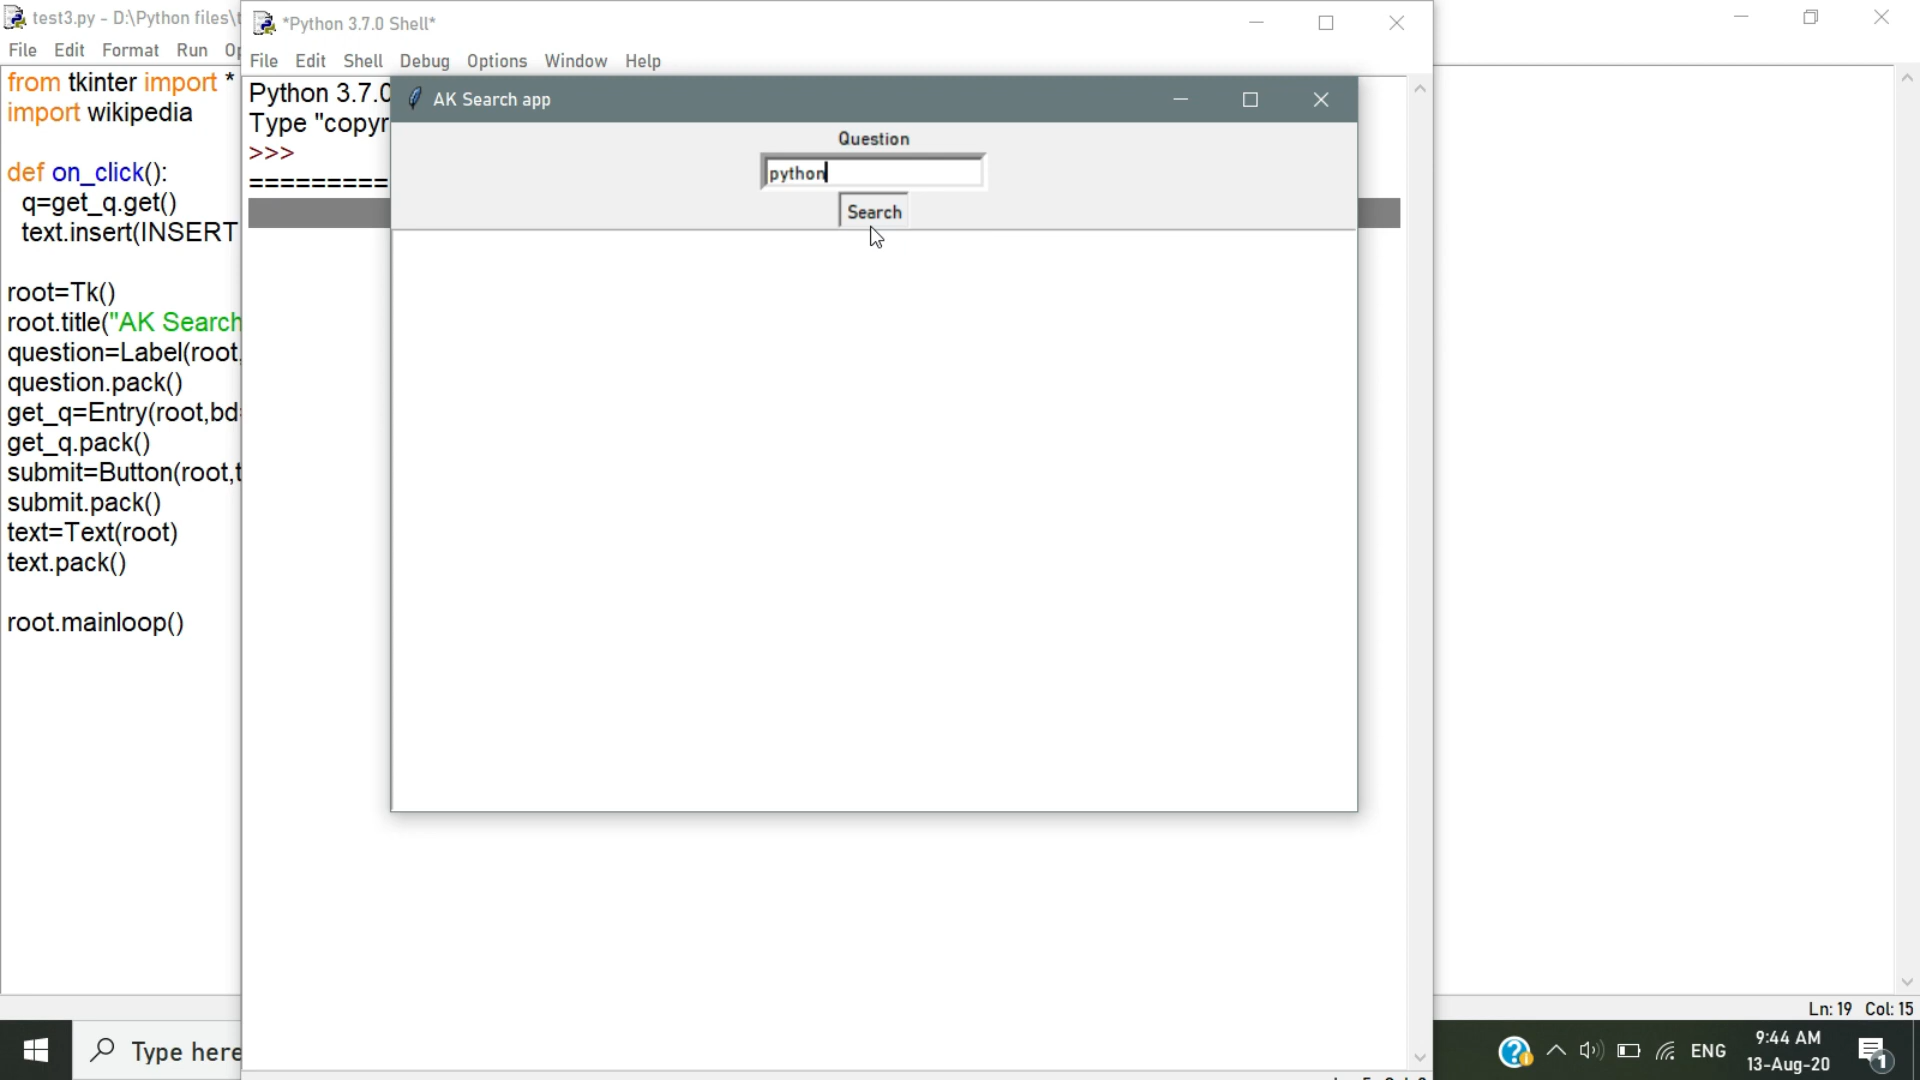 test3.py - D:\Python files\t
File Edit Format Run Op
from tkinter import *
import wikipedia
def on_click():
q=get_q.get()
text.insert(INSERT
root=Tk()
root.title("AK Search
question=Label(root,
question.pack()
get_q=Entry(root,bd=
get_q.pack()
submit=Button(root,t
submit.pack()
text=Text(root)
text.pack()
root.mainloop()
*Python 3.7.0 Shell*
File Edit Shell Debug Options Window Help
Python 3.7.0
Type "copyr
>>>
=========
AK Search app
Question
python
Search
Ln: 19 Col: 15
Type here
ENG
9:44 AM
13-Aug-20
1